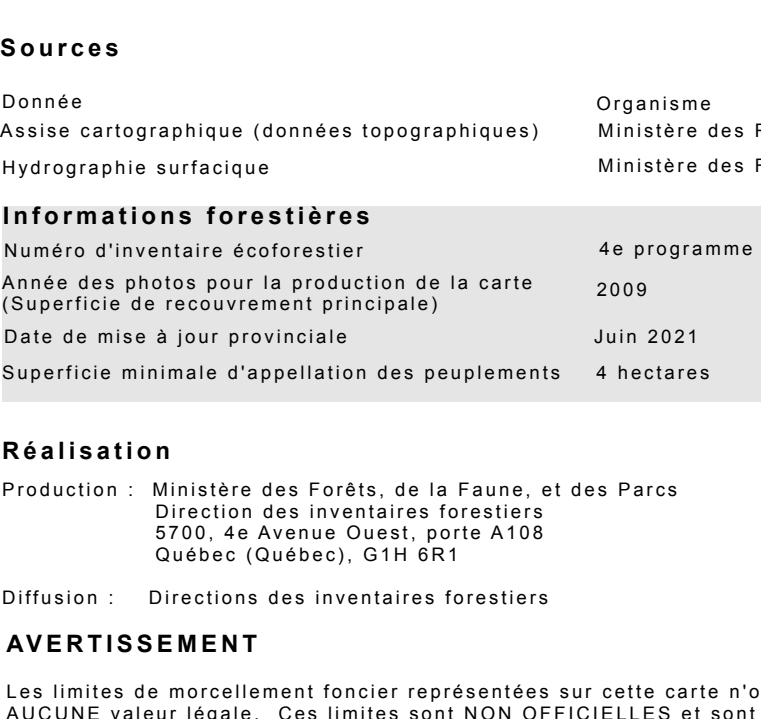 Sources
Donnée Organisme
Assise cartographique (données topographiques) Ministère des F
Hydrographie surfacique Ministère des F
Informations forestières
Numéro d'inventaire écoforestier 4e programme
Année des photos pour la production de la carte
(Superficie de recouvrement principale) 2009
Date de mise à jour provinciale Juin 2021
Superficie minimale d'appellation des peuplements 4 hectares
Réalisation
Production : Ministère des Forêts, de la Faune, et des Parcs
Direction des inventaires forestiers
5700, 4e Avenue Ouest, porte A108
Québec (Québec), G1H 6R1
Diffusion : Directions des inventaires forestiers
AVERTISSEMENT
Les limites de morcellement foncier représentées sur cette carte n'o
AUCUNE valeur légale. Ces limites sont NON OFFICIELLES et sont